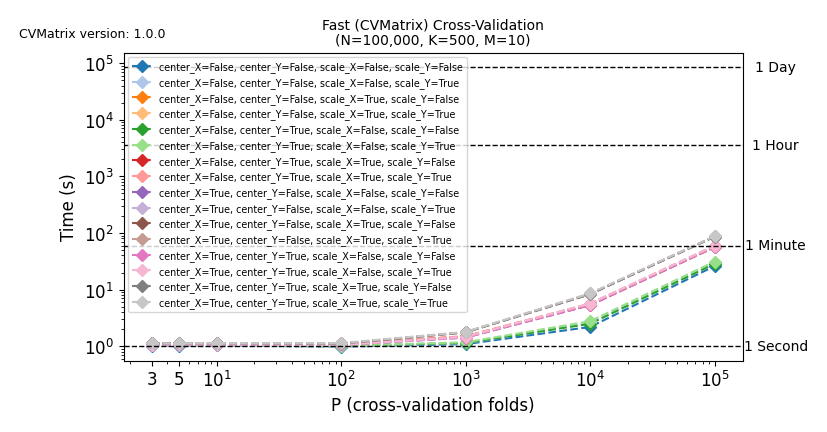 Fast (CVMatrix) Cross-Validation
CVMatrix version: 1.0.0
(N=100,000, K=500, M=10)
center_X=False, center_Y=False, scale_X=False, scale_Y=False
center_X=False, center_Y=False, scale_X=False, scale_Y=True
center_X=False, center_Y=False, scale_X=True, scale_Y=False
center_X=False, center_Y=False, scale_X=True, scale_Y=True
center_X=False, center_Y=True, scale_X=False, scale_Y=False
center_X=False, center_Y=True, scale_X=False, scale_Y=True
center_X=False, center_Y=True, scale_X=True, scale_Y=False
center_X=False, center_Y=True, scale_X=True, scale_Y=True
center_X=True, center_Y=False, scale_X=False, scale_Y=False
center_X=True, center_Y=False, scale_X=False, scale_Y=True
center_X=True, center_Y=False, scale_X=True, scale_Y=False
center_X=True, center_Y=False, scale_X=True, scale_Y=True
center_X=True, center_Y=True, scale_X=False, scale_Y=False
center_X=True, center_Y=True, scale_X=False, scale_Y=True
center_X=True, center_Y=True, scale_X=True, scale_Y=False
center_X=True, center_Y=True, scale_X=True, scale_Y=True
Time (s)
10⁵
10⁴
10³
10²
10¹
10⁰
1 Day
1 Hour
1 Minute
1 Second
3 5 10¹ 10² 10³ 10⁴ 10⁵
P (cross-validation folds)